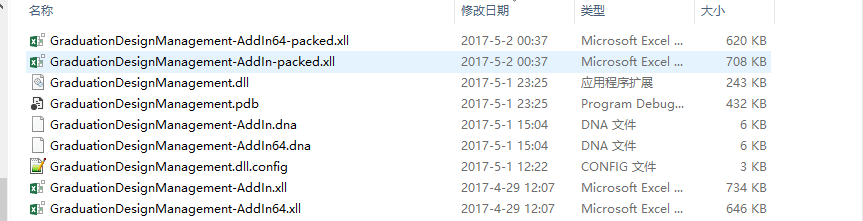 名称 修改日期 类型 大小
GraduationDesignManagement-AddIn64-packed.xll 2017-5-2 00:37 Microsoft Excel ... 620 KB
GraduationDesignManagement-AddIn-packed.xll 2017-5-2 00:37 Microsoft Excel ... 708 KB
GraduationDesignManagement.dll 2017-5-1 23:25 应用程序扩展 243 KB
GraduationDesignManagement.pdb 2017-5-1 23:25 Program Debug... 432 KB
GraduationDesignManagement-AddIn.dna 2017-5-1 15:04 DNA 文件 6 KB
GraduationDesignManagement-AddIn64.dna 2017-5-1 15:04 DNA 文件 6 KB
GraduationDesignManagement.dll.config 2017-5-1 12:22 CONFIG 文件 3 KB
GraduationDesignManagement-AddIn.xll 2017-4-29 12:07 Microsoft Excel ... 734 KB
GraduationDesignManagement-AddIn64.xll 2017-4-29 12:07 Microsoft Excel ... 646 KB